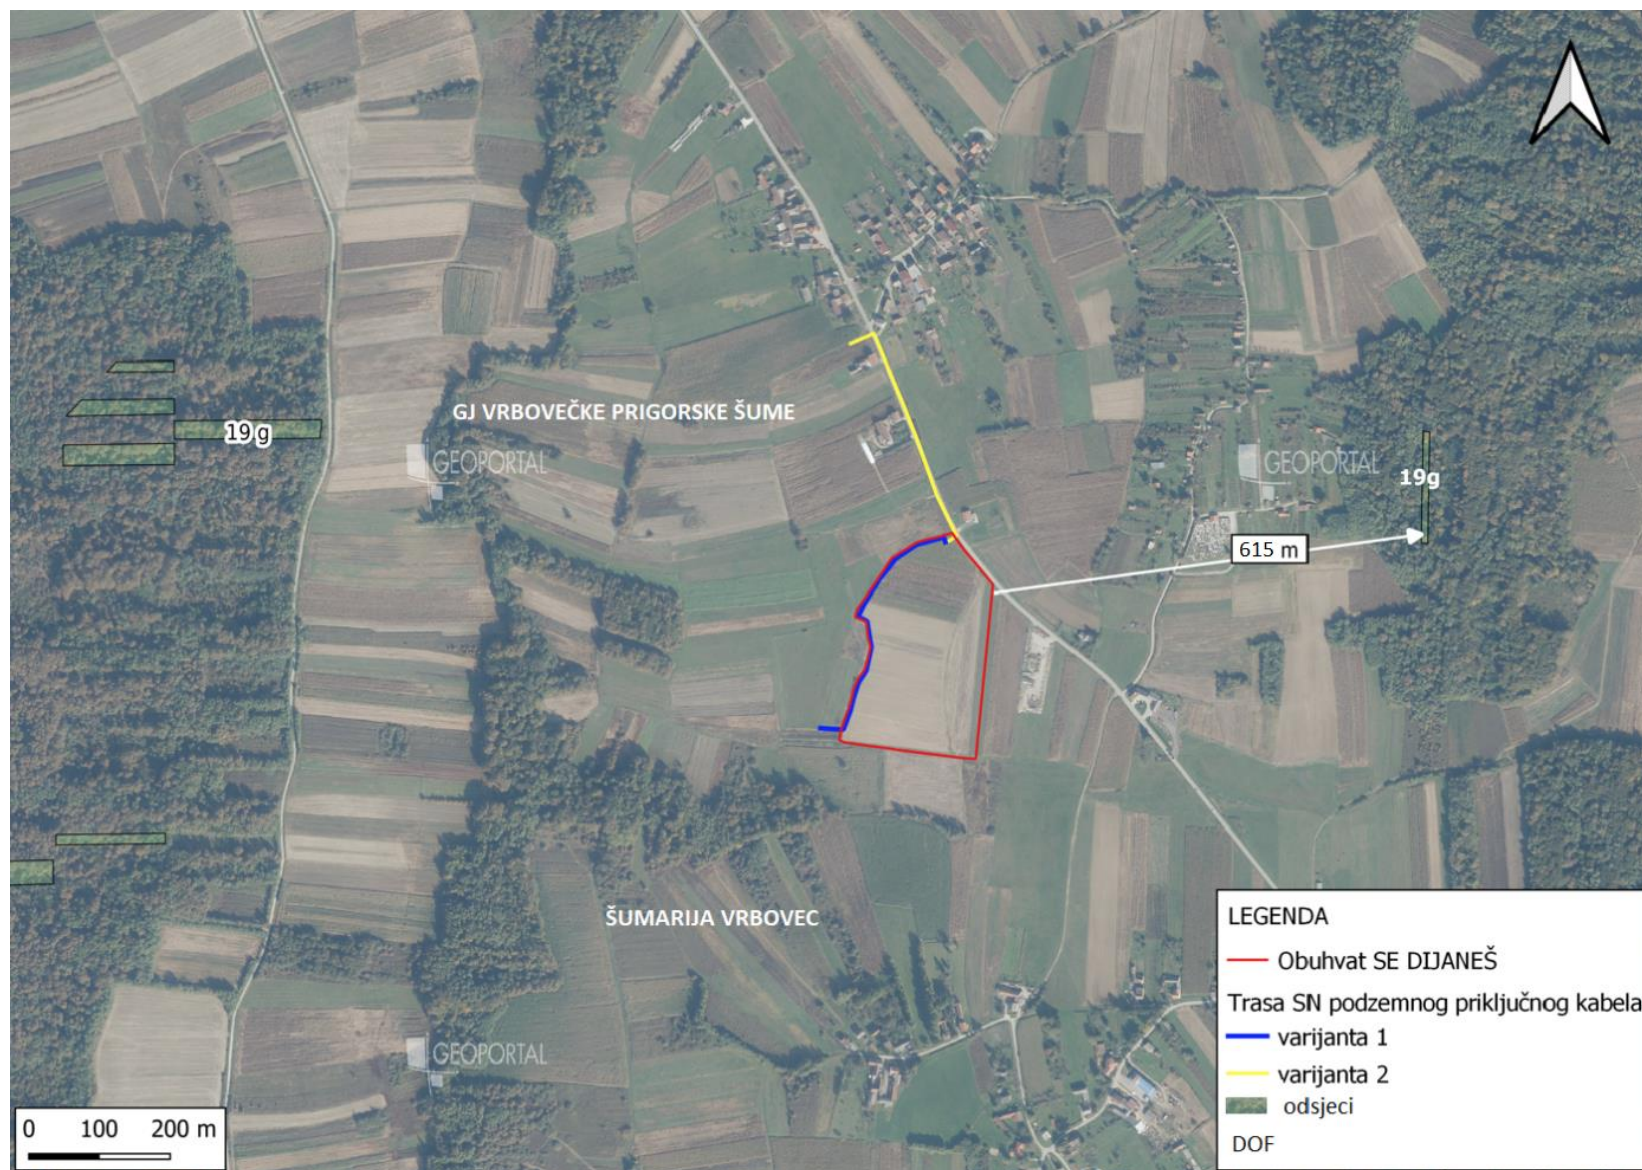 19 g
GJ VRBOVEČKE PRIGORSKE ŠUME
GEOPORTAL
GEOPORTAL
19g
615 m
ŠUMARIJA VRBOVEC
GEOPORTAL
LEGENDA
Obuhvat SE DIJANEŠ
Trasa SN podzemnog priključnog kabela
varijanta 1
varijanta 2
odsjeci
DOF
0 100 200 m